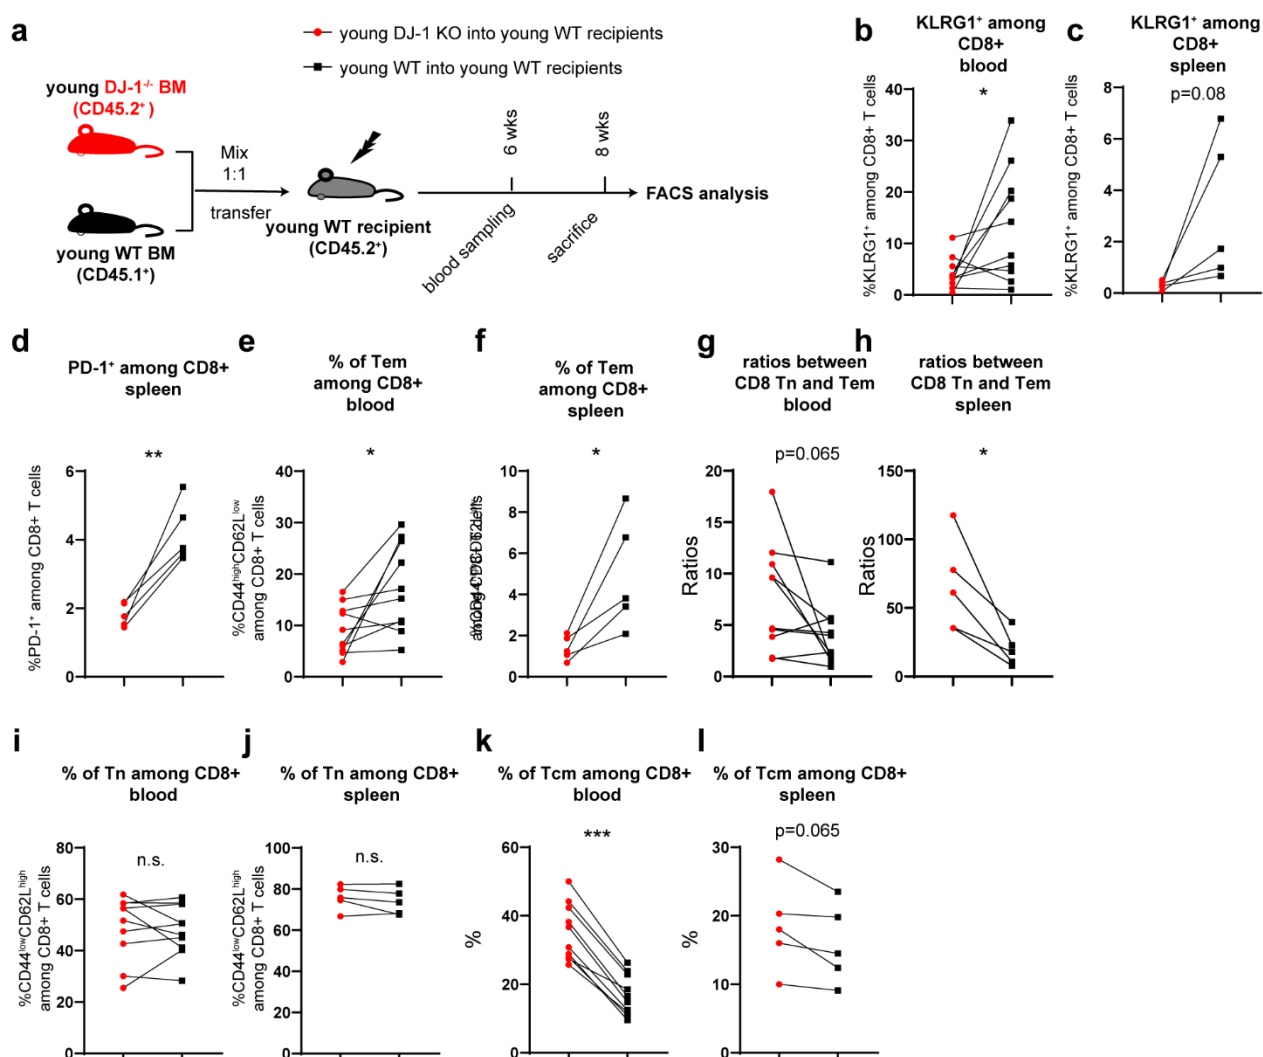 a
young DJ-1 KO into young WT recipients
young WT into young WT recipients
young DJ-1-/- BM
(CD45.2+)
young WT BM
(CD45.1+)
Mix
1:1
transfer
young WT recipient
(CD45.2+)
6 wks
8 wks
blood sampling
sacrifice
FACS analysis
b
KLRG1+ among
CD8+
blood
*
%KLRG1+ among CD8+ T cells
40
30
20
10
0
c
KLRG1+ among
CD8+
spleen
p=0.08
%KLRG1+ among CD8+ T cells
8
6
4
2
0
d
PD-1+ among CD8+
spleen
**
%PD-1+ among CD8+ T cells
6
4
2
0
e
% of Tem
among CD8+
blood
*
%CD44highCD62Llow
among CD8+ T cells
40
30
20
10
0
f
% of Tem
among CD8+
spleen
*
10
8
6
4
2
0
g
ratios between
CD8 Tn and Tem
blood
p=0.065
Ratios
20
15
10
5
0
h
ratios between
CD8 Tn and Tem
spleen
*
Ratios
150
100
50
0
i
% of Tn among CD8+
blood
n.s.
%CD44lowCD62Lhigh
among CD8+ T cells
80
60
40
20
0
j
% of Tn among CD8+
spleen
n.s.
%CD44lowCD62Lhigh
among CD8+ T cells
100
80
60
40
20
0
k
% of Tcm among CD8+
blood
***
%
60
40
20
0
l
% of Tcm among CD8+
spleen
p=0.065
%
30
20
10
0